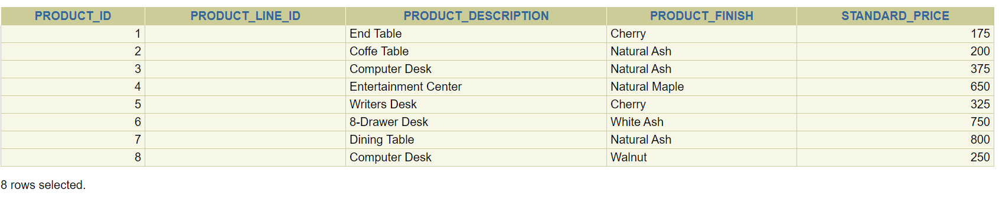 PRODUCT_ID PRODUCT_LINE_ID PRODUCT_DESCRIPTION PRODUCT_FINISH STANDARD_PRICE
1 End Table Cherry 175
2 Coffe Table Natural Ash 200
3 Computer Desk Natural Ash 375
4 Entertainment Center Natural Maple 650
5 Writers Desk Cherry 325
6 8-Drawer Desk White Ash 750
7 Dining Table Natural Ash 800
8 Computer Desk Walnut 250
8 rows selected.